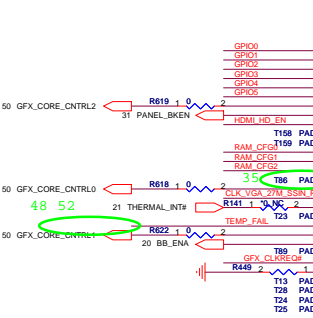 GPIO0
GPIO1
GPIO2
GPIO3
GPIO4
GPIO5
50 GFX_CORE_CNTRL2 R619 1 0 2
31 PANEL_BKEN
HDMI_HD_EN
T158 PAD
T159 PAD
RAM_CFG0
RAM_CFG1
RAM_CFG2
35 T86 PAD
50 GFX_CORE_CNTRL0 R618 1 0 2
CLK_VGA_27M_SSIN_R
48 52
21 THERMAL_INT# R141 1 *0_NC 2
T23 PAD
TEMP_FAIL
50 GFX_CORE_CNTRL1 R622 1 0 2
20 BB_ENA
T89 PAD
GFX_CLKREQ#
R449 2 1
T13 PAD
T28 PAD
T24 PAD
T25 PAD